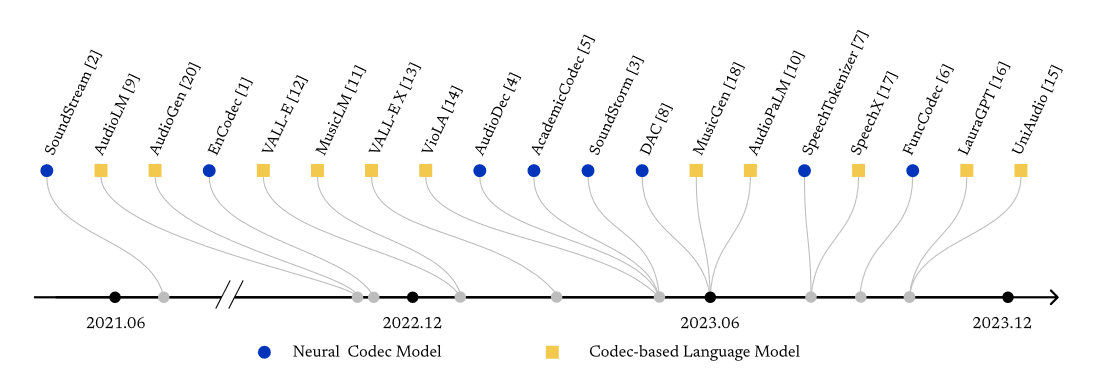 SoundStream [2]
AudioLM [9]
AudioGen [20]
EnCodec [1]
VALL-E [12]
MusicLM [11]
VALL-E X [13]
VioLA [14]
AudioDec [4]
AcademicCodec [5]
SoundStorm [3]
DAC [8]
MusicGen [18]
AudioPaLM [10]
SpeechTokenizer [7]
SpeechX [17]
FuncCodec [6]
LauraGPT [16]
UniAudio [15]
2021.06
2022.12
2023.06
2023.12
Neural Codec Model
Codec-based Language Model